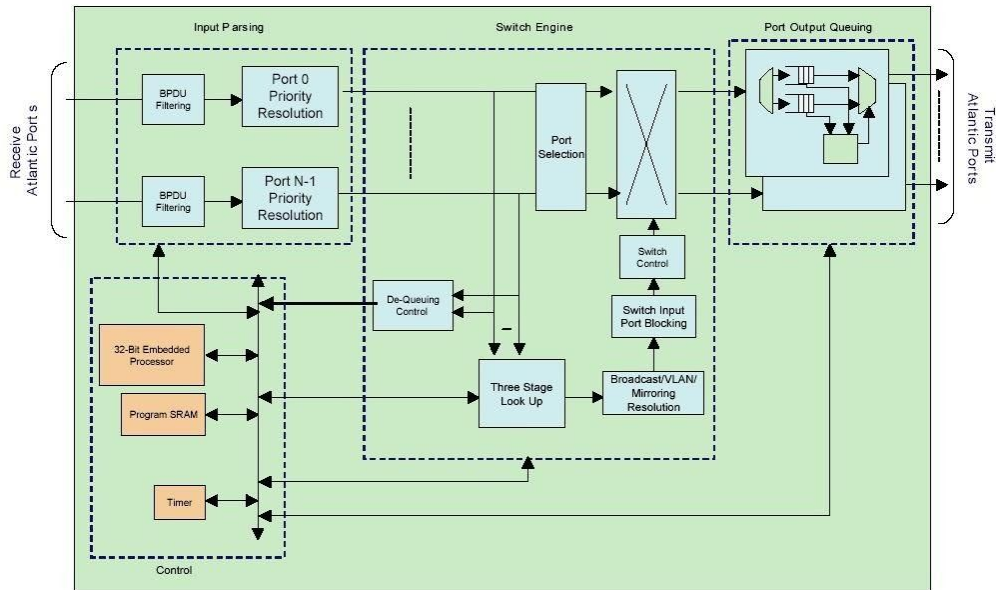 Input Parsing
Switch Engine
Port Output Queuing
Receive
Atlantic Ports
BPDU
Filtering
Port 0
Priority
Resolution
BPDU
Filtering
Port N-1
Priority
Resolution
Port
Selection
Transmit
Atlantic Ports
Switch
Control
De-Queuing
Control
Switch Input
Port Blocking
32-Bit Embedded
Processor
Program SRAM
Three Stage
Look Up
Broadcast/VLAN/
Mirroring
Resolution
Timer
Control